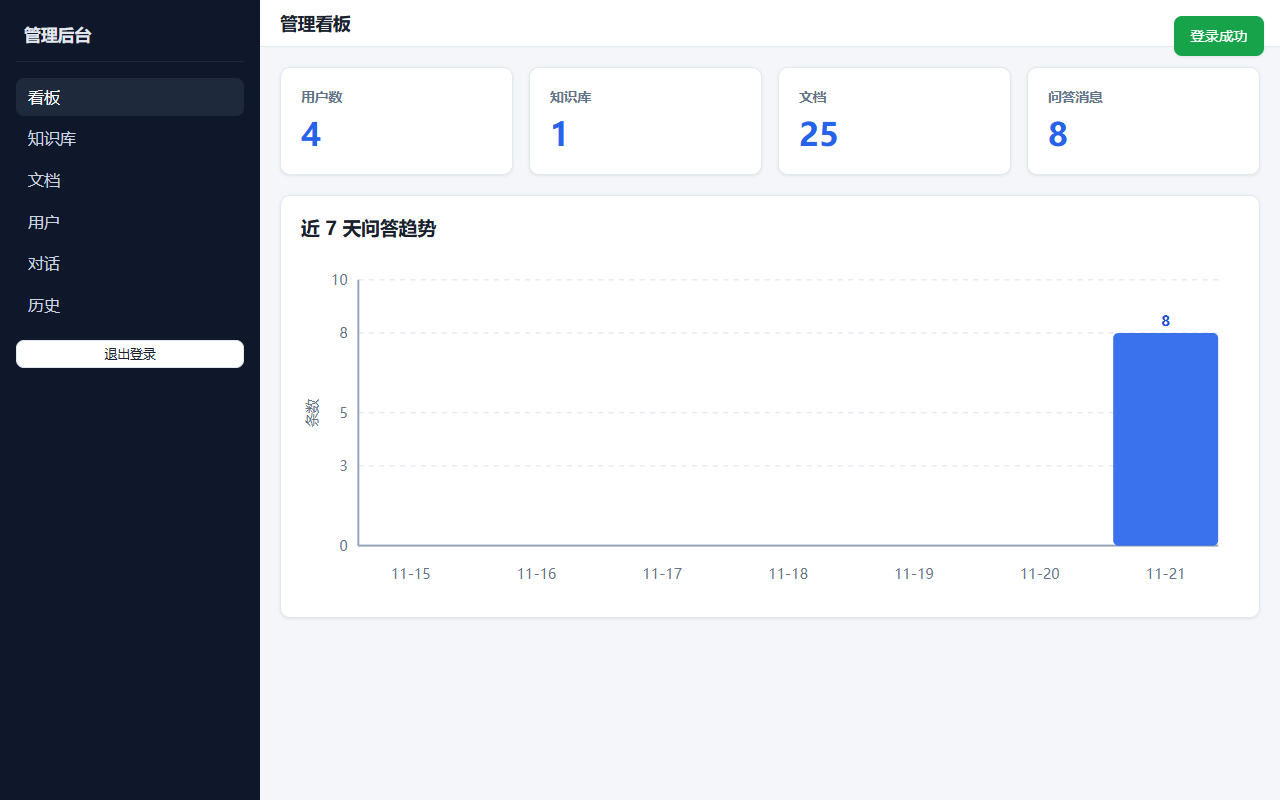 管理后台
看板
知识库
文档
用户
对话
历史
退出登录
管理看板
登录成功
用户数
4
知识库
1
文档
25
问答消息
8
近 7 天问答趋势
条数
10
8
5
3
0
8
11-15
11-16
11-17
11-18
11-19
11-20
11-21